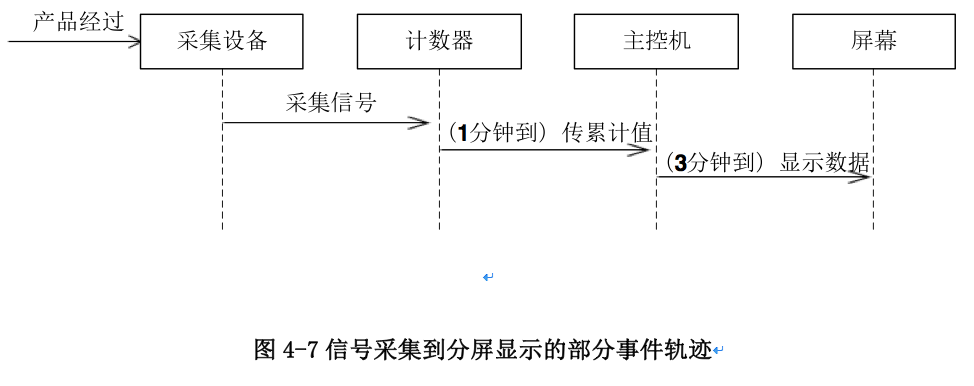 产品经过
采集设备
计数器
主控机
屏幕
采集信号
（1分钟到）传累计值
（3分钟到）显示数据
图 4-7 信号采集到分屏显示的部分事件轨迹